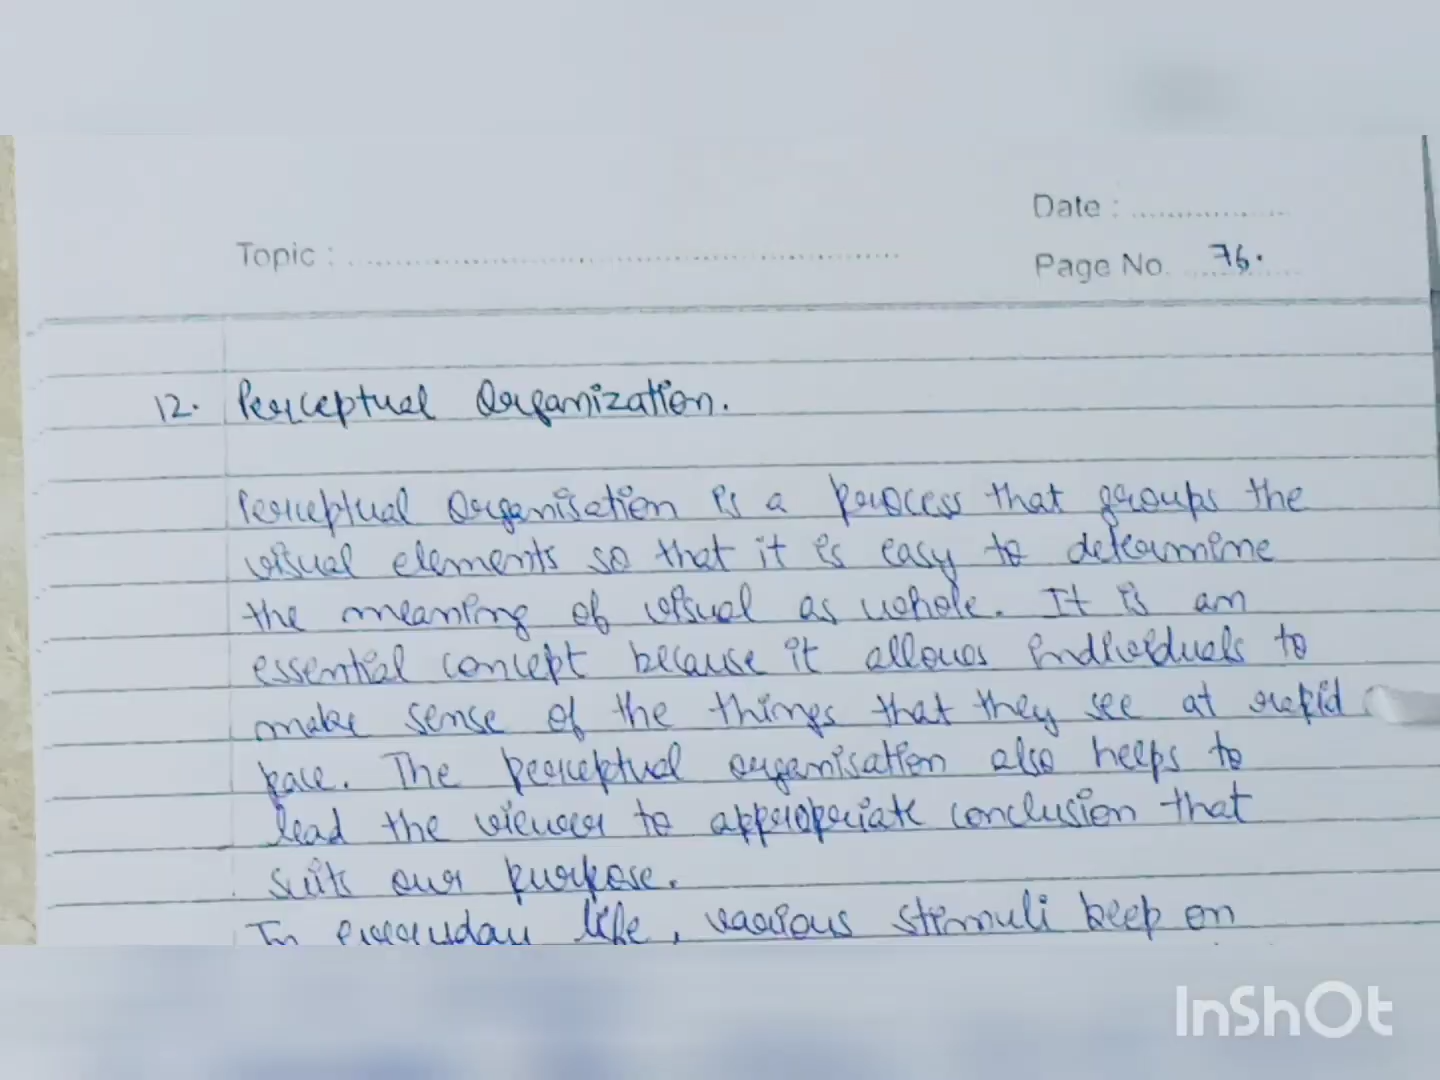 Date : ....................
Topic : ............................................................
Page No. 76.
12. Perceptual Organization.
Perceptual Organisation is a process that groups the
visual elements so that it is easy to determine
the meaning of visual as whole. It is an
essential concept because it allows individuals to
make sense of the things that they see at rapid
pace. The perceptual organisation also helps to
lead the viewer to appropriate conclusion that
suits our purpose.
In everyday life, various stimuli keep on
InShOt